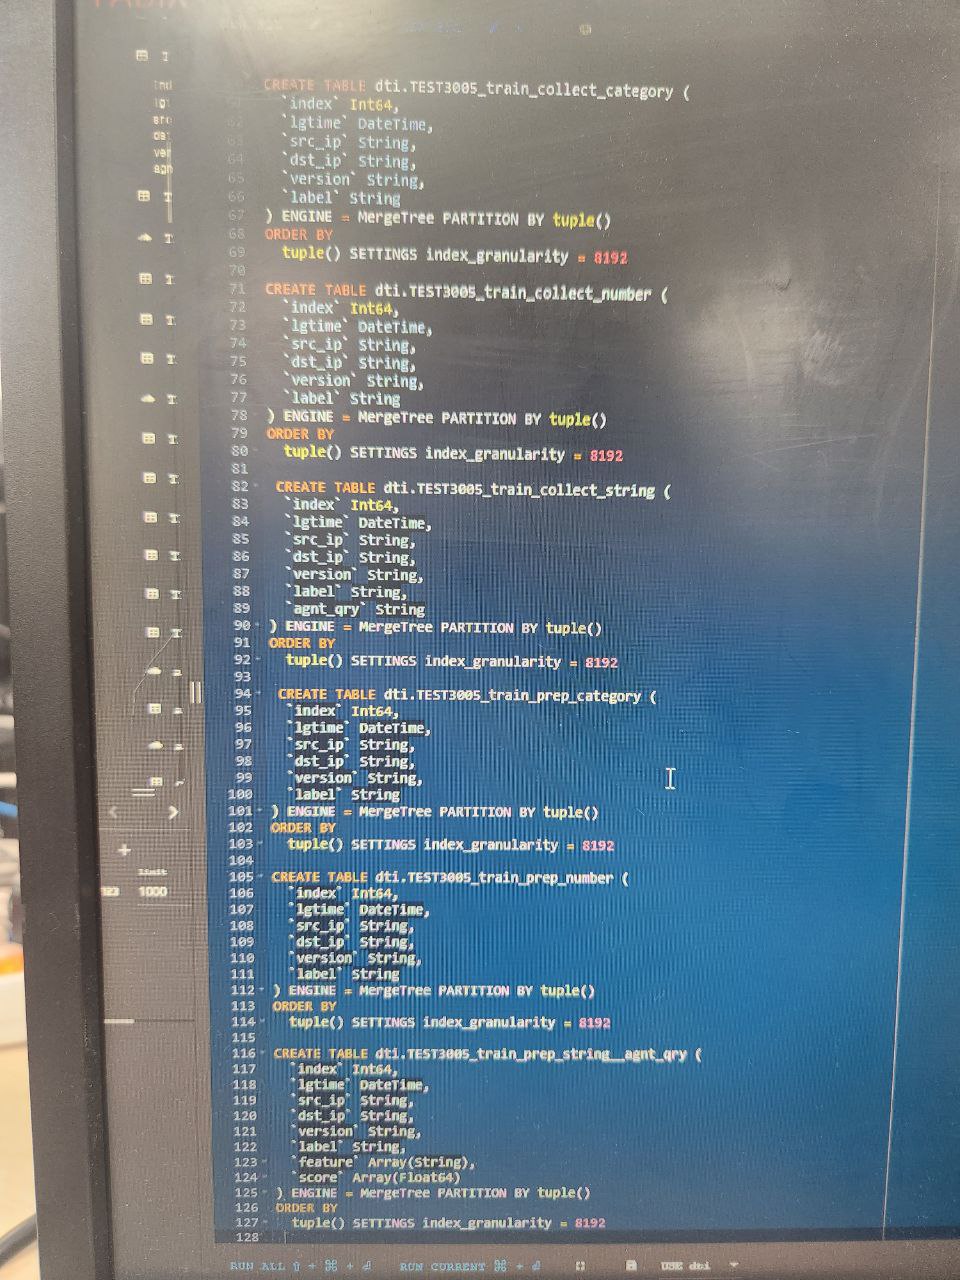 CREATE TABLE dti.TEST3005_train_collect_category (
`index` Int64,
62 `lgtime` DateTime,
63 `src_ip` String,
64 `dst_ip` String,
65 `version` String,
66 `label` String
67 ) ENGINE = MergeTree PARTITION BY tuple()
68 ORDER BY
69 tuple() SETTINGS index_granularity = 8192
70
71 CREATE TABLE dti.TEST3005_train_collect_number (
72 `index` Int64,
73 `lgtime` DateTime,
74 `src_ip` String,
75 `dst_ip` String,
76 `version` String,
77 `label` String
78 ) ENGINE = MergeTree PARTITION BY tuple()
79 ORDER BY
80 tuple() SETTINGS index_granularity = 8192
81
82 CREATE TABLE dti.TEST3005_train_collect_string (
83 `index` Int64,
84 `lgtime` DateTime,
85 `src_ip` String,
86 `dst_ip` String,
87 `version` String,
88 `label` String,
89 `agnt_qry` String
90 ) ENGINE = MergeTree PARTITION BY tuple()
91 ORDER BY
92 tuple() SETTINGS index_granularity = 8192
93
94 CREATE TABLE dti.TEST3005_train_prep_category (
95 `index` Int64,
96 `lgtime` DateTime,
97 `src_ip` String,
98 `dst_ip` String,
99 `version` String,
100 `label` String
101 ) ENGINE = MergeTree PARTITION BY tuple()
102 ORDER BY
103 tuple() SETTINGS index_granularity = 8192
104
105 CREATE TABLE dti.TEST3005_train_prep_number (
106 `index` Int64,
107 `lgtime` DateTime,
108 `src_ip` String,
109 `dst_ip` String,
110 `version` String,
111 `label` String
112 ) ENGINE = MergeTree PARTITION BY tuple()
113 ORDER BY
114 tuple() SETTINGS index_granularity = 8192
115
116 CREATE TABLE dti.TEST3005_train_prep_string__agnt_qry (
117 `index` Int64,
118 `lgtime` DateTime,
119 `src_ip` String,
120 `dst_ip` String,
121 `version` String,
122 `label` String,
123 `feature` Array(String),
124 `score` Array(Float64)
125 ) ENGINE = MergeTree PARTITION BY tuple()
126 ORDER BY
127 tuple() SETTINGS index_granularity = 8192
128
limit
123 1000
RUN ALL ⇧ + ⌘ + ⏎ RUN CURRENT ⌘ + ⏎ USE dti